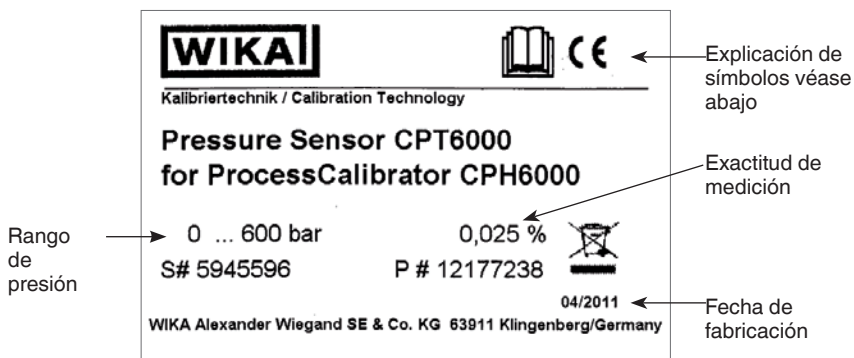 WIKA
CE
Explicación de
símbolos véase
abajo
Kalibriertechnik / Calibration Technology
Pressure Sensor CPT6000
for ProcessCalibrator CPH6000
Exactitud de
medición
Rango
de
presión
0 ... 600 bar
0,025 %
S# 5945596
P # 12177238
04/2011
Fecha de
fabricación
WIKA Alexander Wiegand SE & Co. KG 63911 Klingenberg/Germany